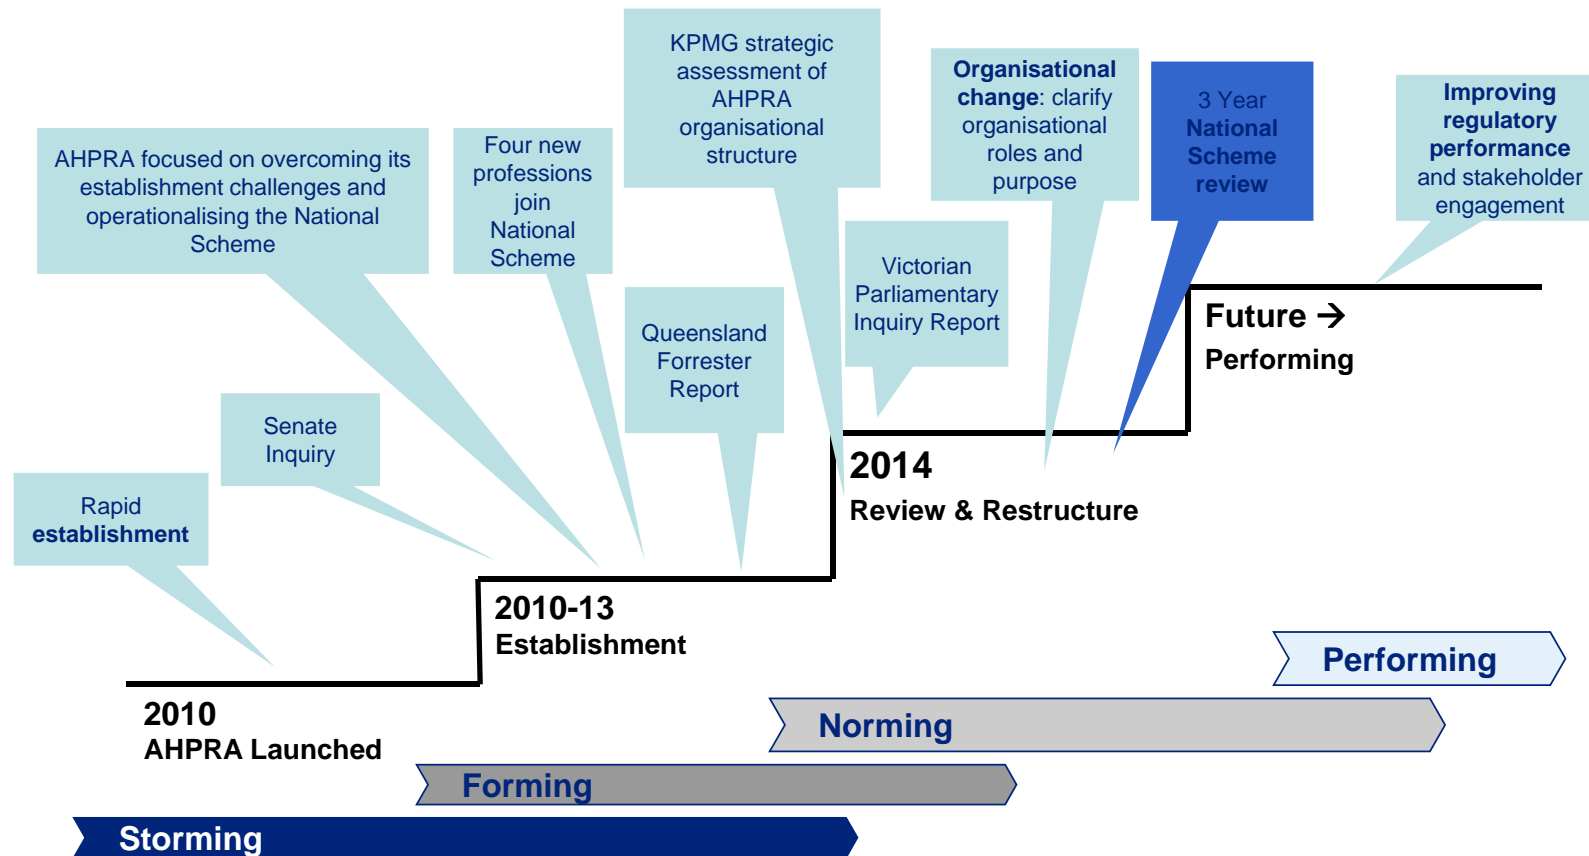 KPMG strategic
assessment of
AHPRA
organisational
structure
Organisational
change: clarify
organisational
roles and
purpose
3 Year
National
Scheme
review
Improving
regulatory
performance
and stakeholder
engagement
AHPRA focused on overcoming its
establishment challenges and
operationalising the National
Scheme
Four new
professions
join
National
Scheme
Victorian
Parliamentary
Inquiry Report
Queensland
Forrester
Report
Senate
Inquiry
Rapid
establishment
Future →
Performing
2014
Review & Restructure
2010-13
Establishment
2010
AHPRA Launched
Performing
Norming
Forming
Storming